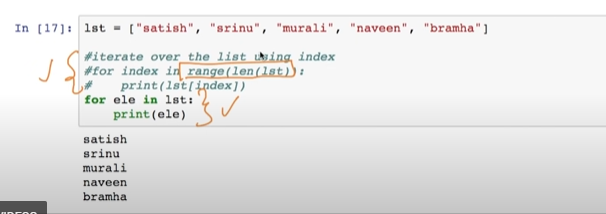 In [17]: lst = ["satish", "srinu", "murali", "naveen", "bramha"]
#iterate over the list using index
#for index in range(len(lst)):
#    print(lst[index])
for ele in lst:
    print(ele)
satish
srinu
murali
naveen
bramha